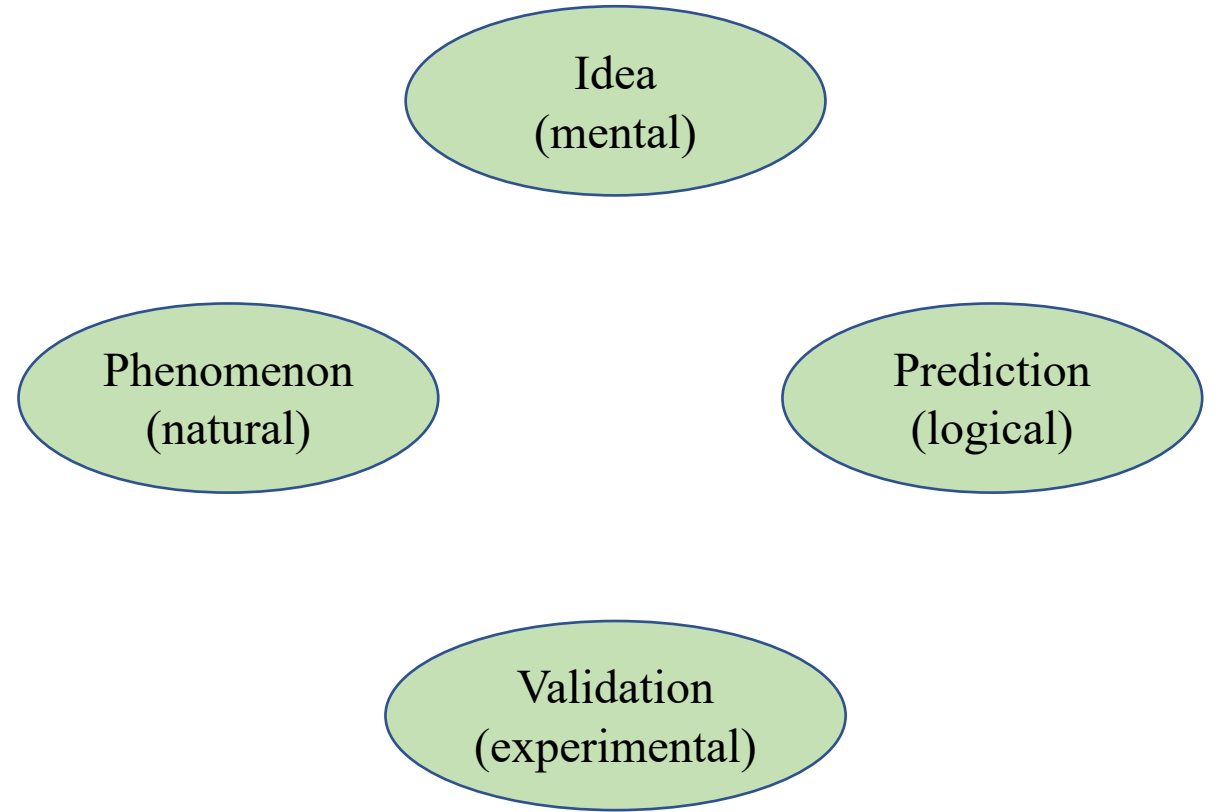 Idea
(mental)
Phenomenon
(natural)
Prediction
(logical)
Validation
(experimental)